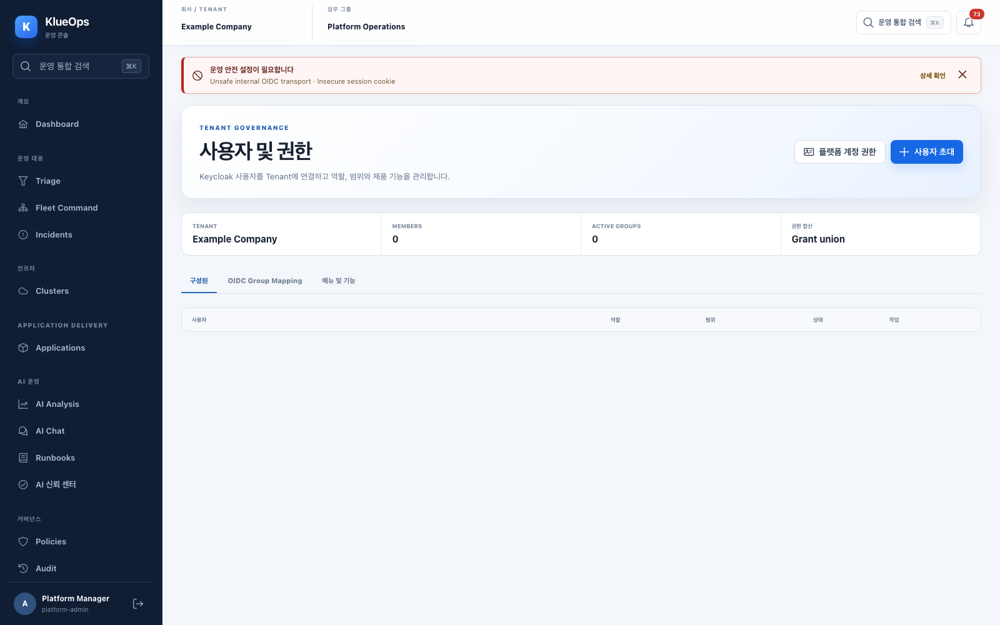 K
KlueOps
운영 콘솔
운영 통합 검색
⌘K
개요
Dashboard
운영 대응
Triage
Fleet Command
Incidents
인프라
Clusters
APPLICATION DELIVERY
Applications
AI 운영
AI Analysis
AI Chat
Runbooks
AI 신뢰 센터
거버넌스
Policies
Audit
A
Platform Manager
platform-admin
회사 / TENANT
Example Company
업무 그룹
Platform Operations
운영 통합 검색 ⌘K
73
운영 안전 설정이 필요합니다
Unsafe internal OIDC transport · Insecure session cookie
상세 확인
TENANT GOVERNANCE
사용자 및 권한
Keycloak 사용자를 Tenant에 연결하고 역할, 범위와 제품 기능을 관리합니다.
플랫폼 계정 권한
사용자 초대
TENANT
Example Company
MEMBERS
0
ACTIVE GROUPS
0
권한 합산
Grant union
구성원
OIDC Group Mapping
메뉴 및 기능
사용자
역할
범위
상태
작업